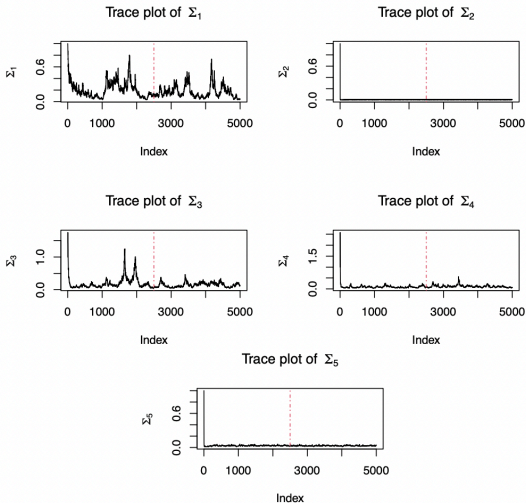 Trace plot of Σ1
Trace plot of Σ2
Σ1
0.0 0.6
0 1000 3000 5000
Index
Σ2
0.0 0.6
0 1000 3000 5000
Index
Trace plot of Σ3
Trace plot of Σ4
Σ3
0.0 1.0
0 1000 3000 5000
Index
Σ4
0.0 1.5
0 1000 3000 5000
Index
Trace plot of Σ5
Σ5
0.0 0.6
0 1000 3000 5000
Index